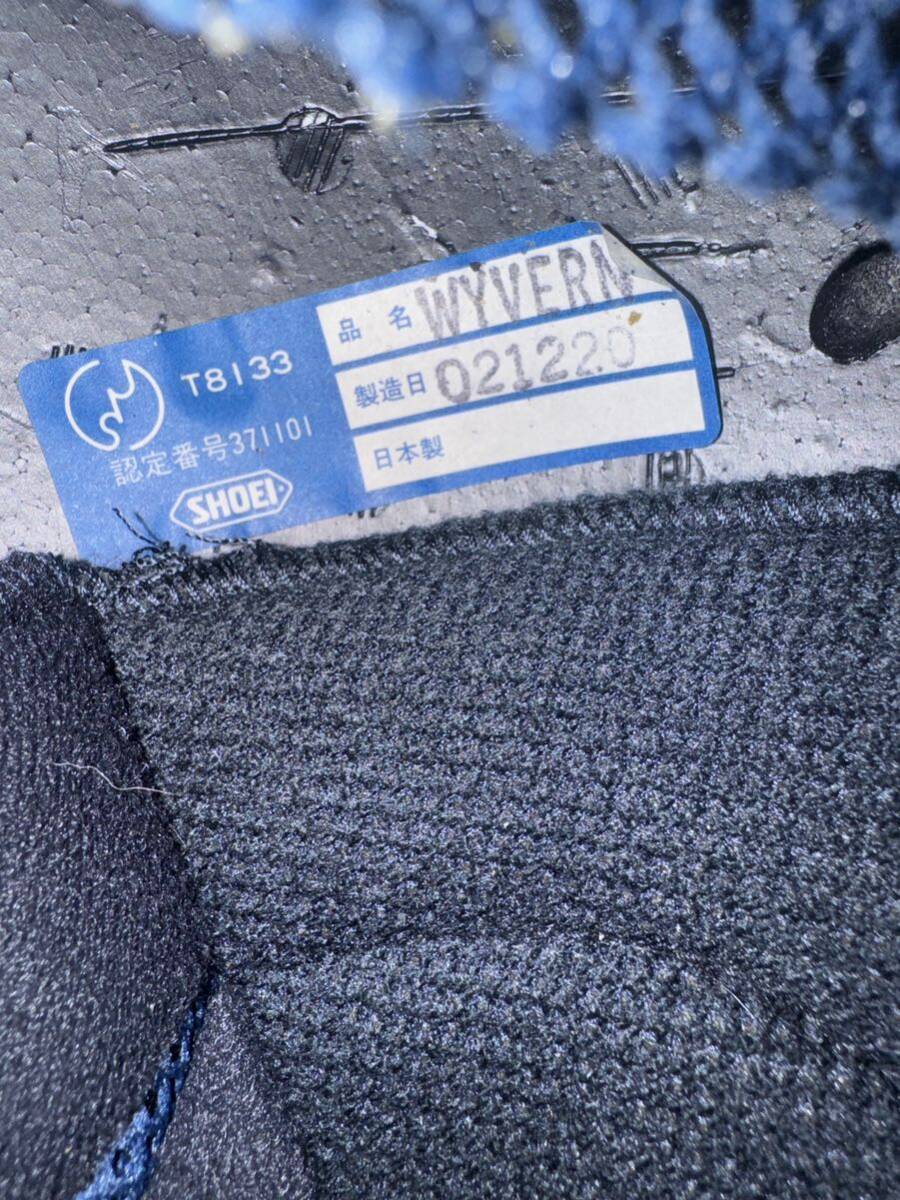 T8133
認定番号371101
SHOEI
品 名 WYVERN
製造日 021220
日本製